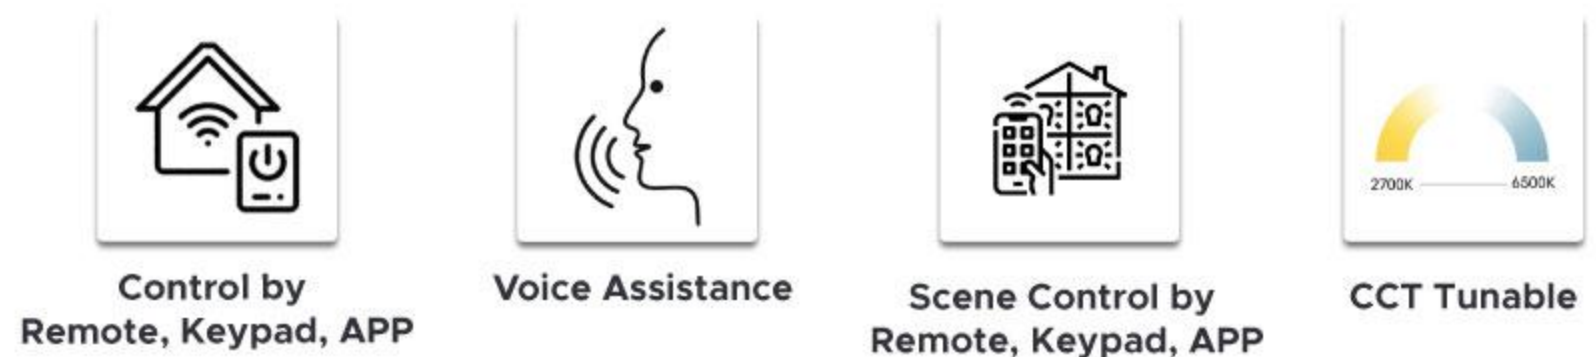 2700K
6500K
Control by
Remote, Keypad, APP
Voice Assistance
Scene Control by
Remote, Keypad, APP
CCT Tunable